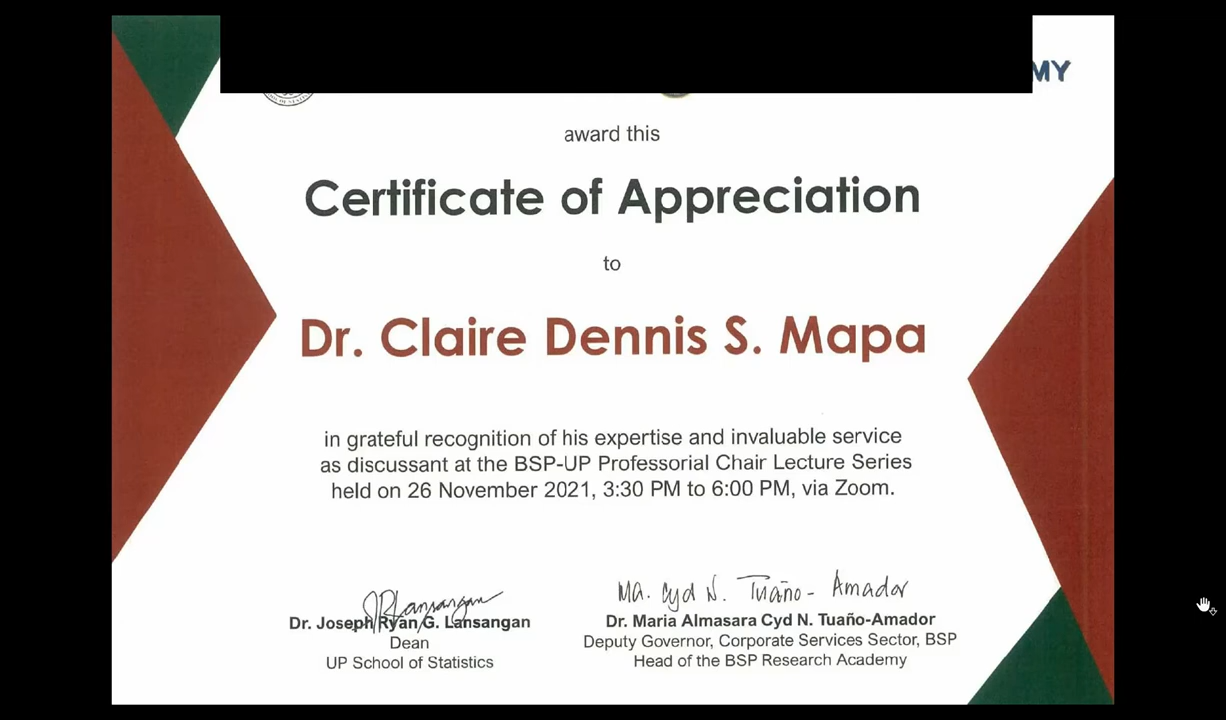 MY
award this
Certificate of Appreciation
to
Dr. Claire Dennis S. Mapa
in grateful recognition of his expertise and invaluable service
as discussant at the BSP-UP Professorial Chair Lecture Series
held on 26 November 2021, 3:30 PM to 6:00 PM, via Zoom.
Ma. Cyd N. Tuaño-Amador
Dr. Joseph Ryan G. Lansangan
Dean
UP School of Statistics
Dr. Maria Almasara Cyd N. Tuaño-Amador
Deputy Governor, Corporate Services Sector, BSP
Head of the BSP Research Academy